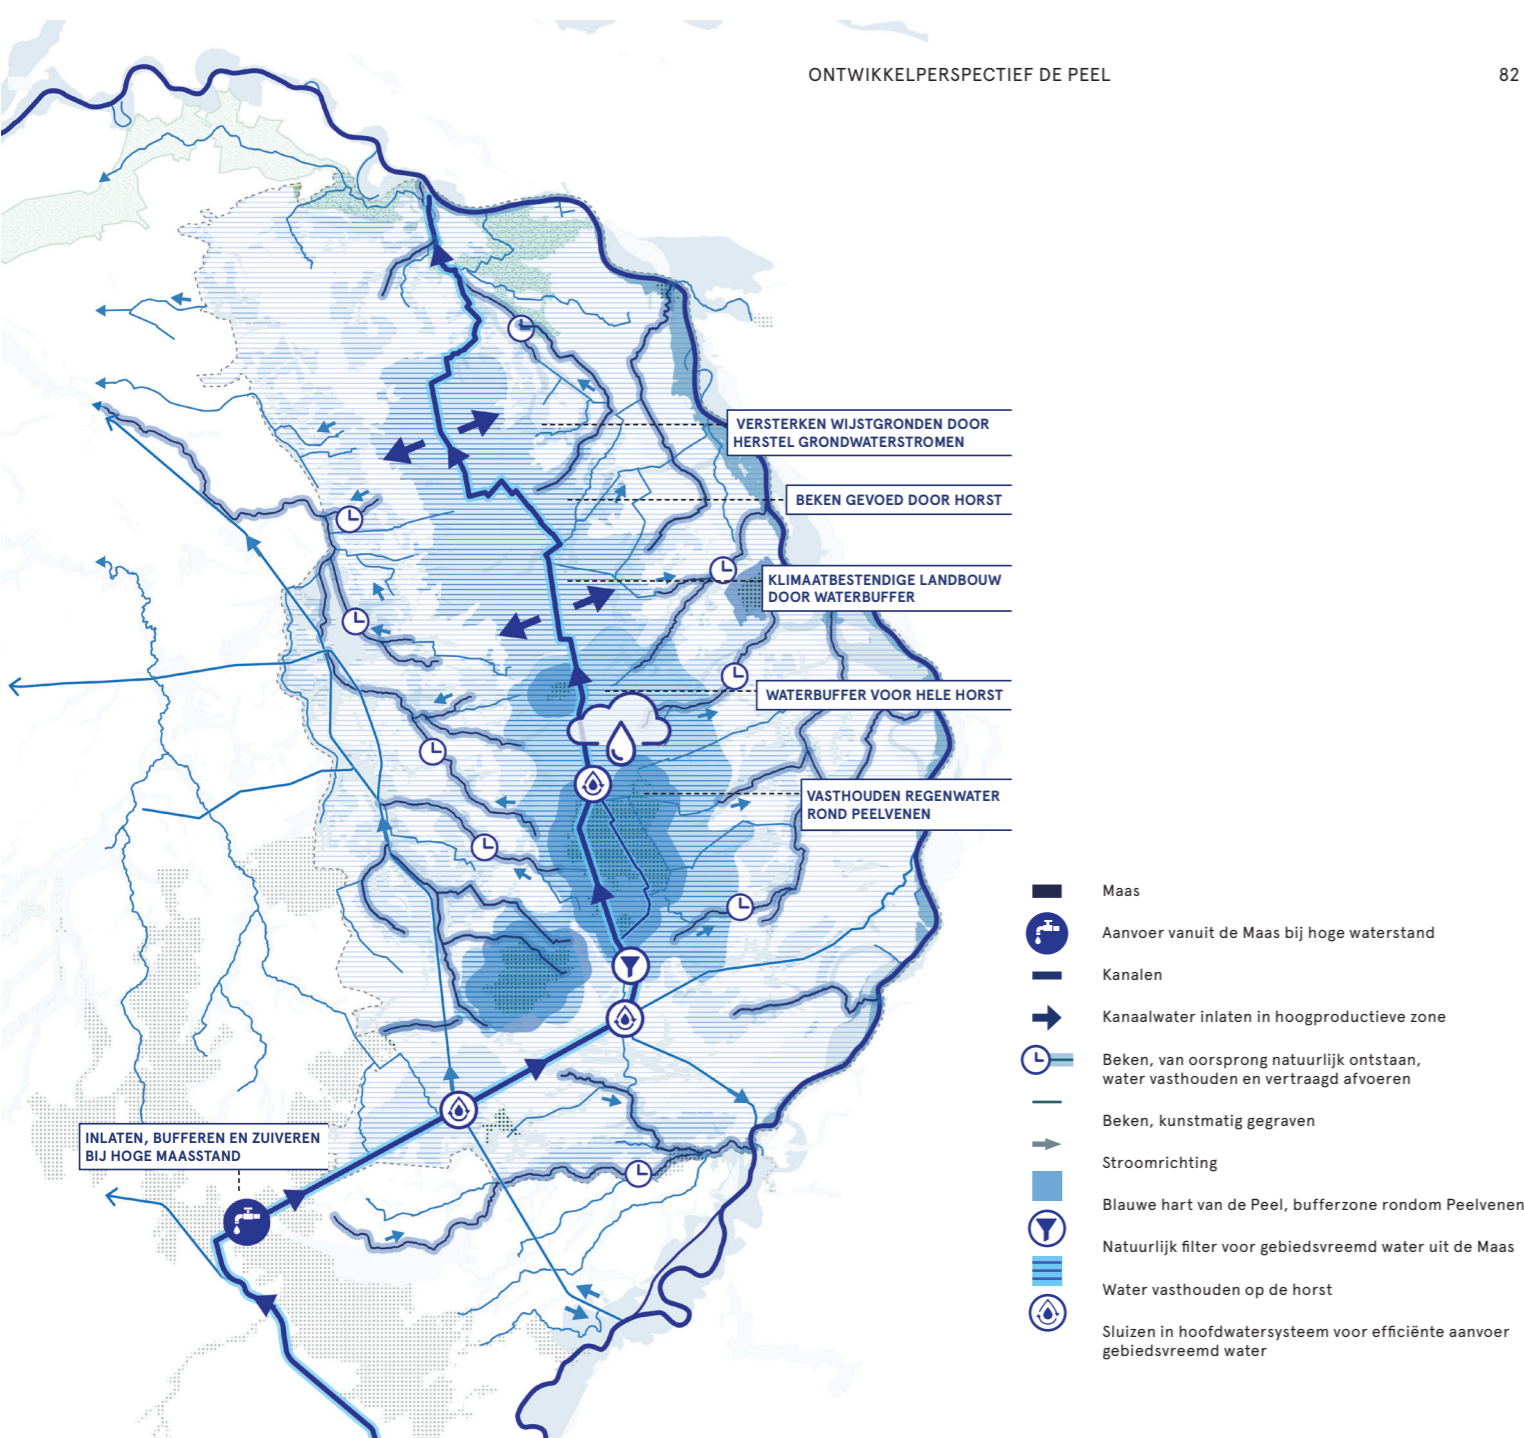 ONTWIKKELPERSPECTIEF DE PEEL
82
VERSTERKEN WIJSTGRONDEN DOOR
HERSTEL GRONDWATERSTROMEN
BEKEN GEVOED DOOR HORST
KLIMAATBESTENDIGE LANDBOUW
DOOR WATERBUFFER
WATERBUFFER VOOR HELE HORST
VASTHOUDEN REGENWATER
ROND PEELVENEN
INLATEN, BUFFEREN EN ZUIVEREN
BIJ HOGE MAASSTAND
Maas
Aanvoer vanuit de Maas bij hoge waterstand
Kanalen
Kanaalwater inlaten in hoogproductieve zone
Beken, van oorsprong natuurlijk ontstaan,
water vasthouden en vertraagd afvoeren
Beken, kunstmatig gegraven
Stroomrichting
Blauwe hart van de Peel, bufferzone rondom Peelvenen
Natuurlijk filter voor gebiedsvreemd water uit de Maas
Water vasthouden op de horst
Sluizen in hoofdwatersysteem voor efficiënte aanvoer
gebiedsvreemd water